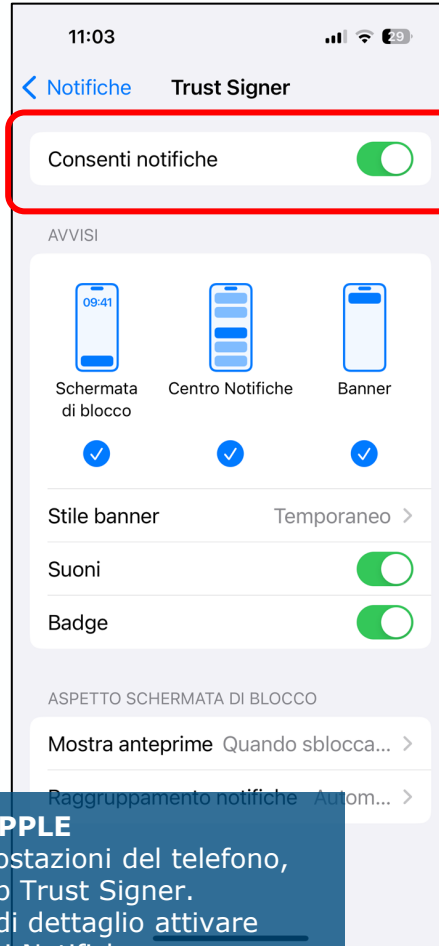 11:03 29
Notifiche Trust Signer
Consenti notifiche
AVVISI
09:41
Schermata Centro Notifiche Banner
di blocco
Stile banner Temporaneo
Suoni
Badge
ASPETTO SCHERMATA DI BLOCCO
Mostra anteprime Quando sblocca...
Raggruppamento notifiche Autom...
PPLE
ostazioni del telefono,
Trust Signer.
di dettaglio attivare